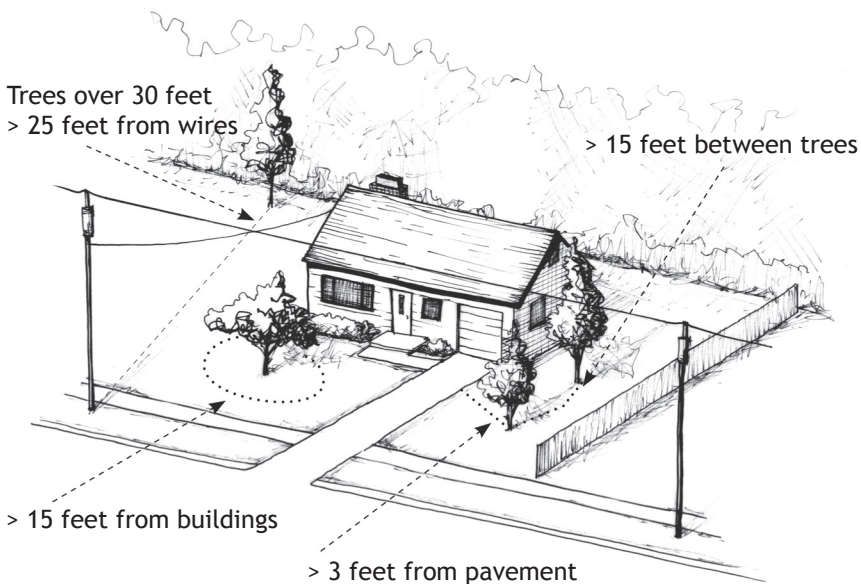 Trees over 30 feet
> 25 feet from wires
> 15 feet between trees
> 15 feet from buildings
> 3 feet from pavement